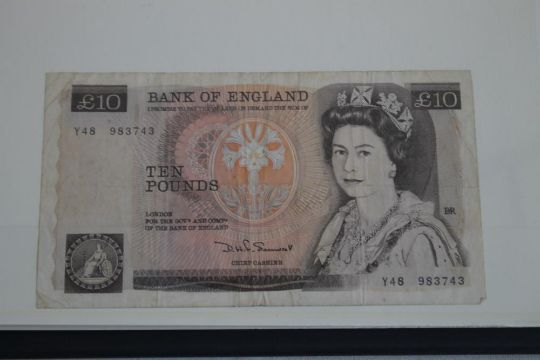 £10
BANK OF ENGLAND
£10
I PROMISE TO PAY THE BEARER ON DEMAND THE SUM OF
Y48 983743
TEN
POUNDS
LONDON
FOR THE GOVR AND COMPA
OF THE BANK OF ENGLAND
CHIEF CASHIER
Y48 983743